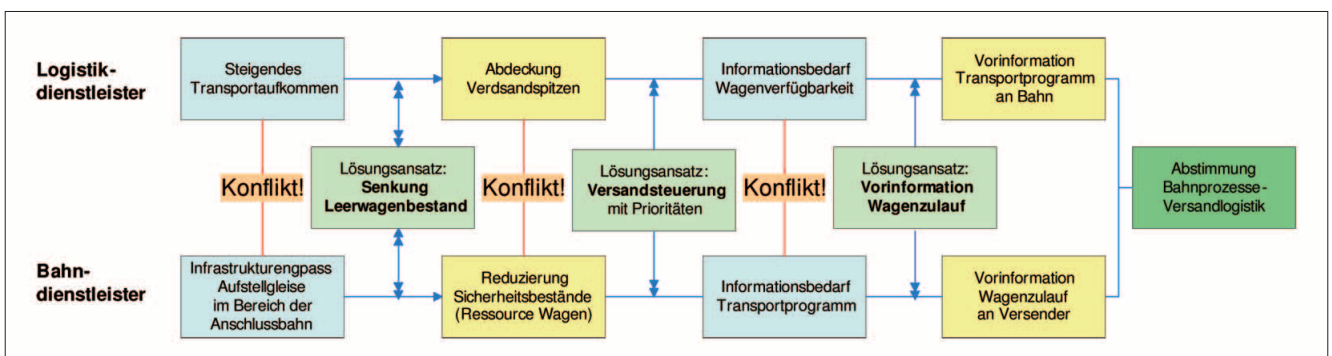 Logistik-
dienstleister
Steigendes
Transportaufkommen
Abdeckung
Verdsandspitzen
Informationsbedarf
Wagenverfügbarkeit
Vorinformation
Transportprogramm
an Bahn
Konflikt!
Lösungsansatz:
Senkung
Leerwagenbestand
Konflikt!
Lösungsansatz:
Versandsteuerung
mit Prioritäten
Konflikt!
Lösungsansatz:
Vorinformation
Wagenzulauf
Abstimmung
Bahnprozesse-
Versandlogistik
Bahn-
dienstleister
Infrastrukturengpass
Aufstellgleise
im Bereich der
Anschlussbahn
Reduzierung
Sicherheitsbestände
(Ressource Wagen)
Informationsbedarf
Transportprogramm
Vorinformation
Wagenzulauf
an Versender